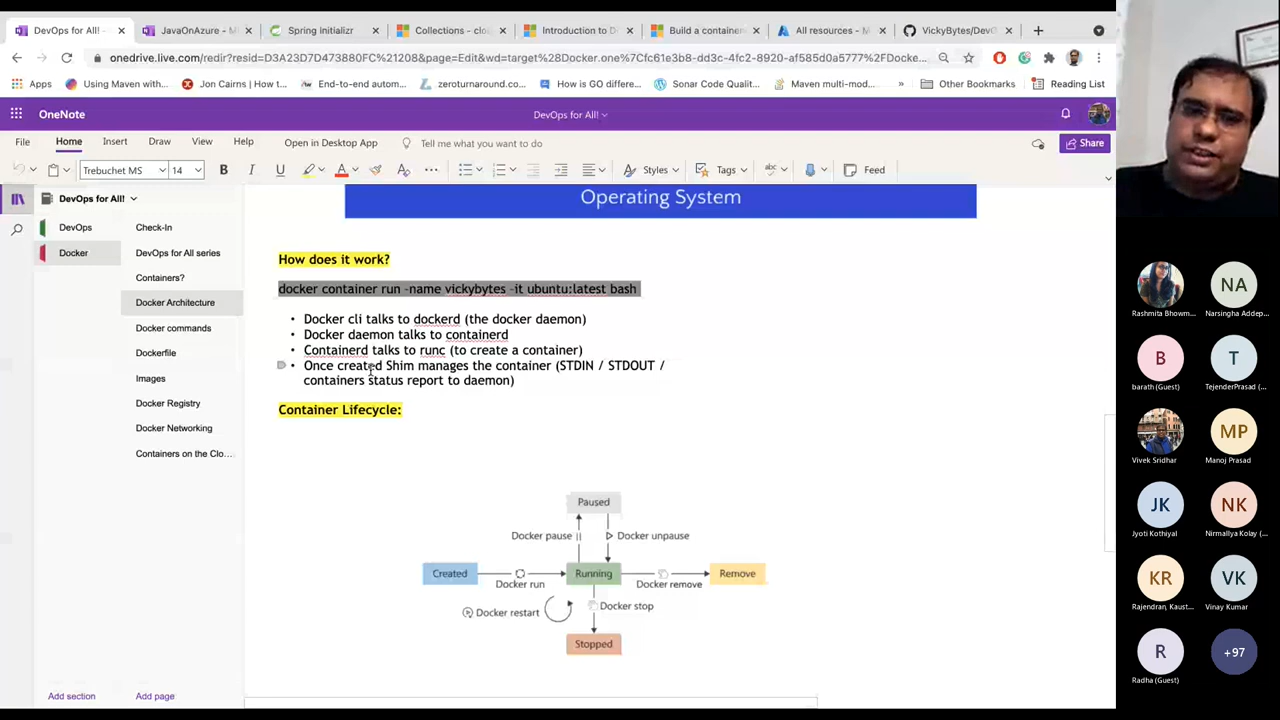 DevOps for All! -
JavaOnAzure - M
Spring Initializr
Collections - clo
Introduction to D
Build a container
All resources - M
VickyBytes/DevO
onedrive.live.com/redir?resid=D3A2B7D473880FC%21208&page=Edit&wd=target%28Docker.one%7Cfc61e3b8-dd3c-4fc2-8920-af585d0a5777%2FDocke...
Apps
Using Maven with...
Jon Cairns | How t...
End-to-end autom...
zeroturnaround.co...
How is GO differe...
Sonar Code Qualit...
Maven multi-mod...
»
Other Bookmarks
Reading List
OneNote
DevOps for All!
File
Home
Insert
Draw
View
Help
Open in Desktop App
Tell me what you want to do
Share
Trebuchet MS
14
B
I
U
A
Styles
Tags
Feed
DevOps for All!
DevOps
Docker
Check-In
DevOps for All series
Containers?
Docker Architecture
Docker commands
Dockerfile
Images
Docker Registry
Docker Networking
Containers on the Clo...
Add section
Add page
Operating System
How does it work?
docker container run -name vickybytes -it ubuntu:latest bash
• Docker cli talks to dockerd (the docker daemon)
• Docker daemon talks to containerd
• Containerd talks to runc (to create a container)
• Once created Shim manages the container (STDIN / STDOUT /
containers status report to daemon)
Container Lifecycle:
Paused
Docker pause
Docker unpause
Created
Docker run
Running
Docker remove
Remove
Docker restart
Docker stop
Stopped
NA
Rashmita Bhowm...
Narsingha Addep...
B
T
barath (Guest)
TejenderPrasad (...
MP
Vivek Sridhar
Manoj Prasad
JK
NK
Jyoti Kothiyal
Nirmallya Kolay (...
KR
VK
Rajendran, Kaust...
Vinay Kumar
R
+97
Radha (Guest)